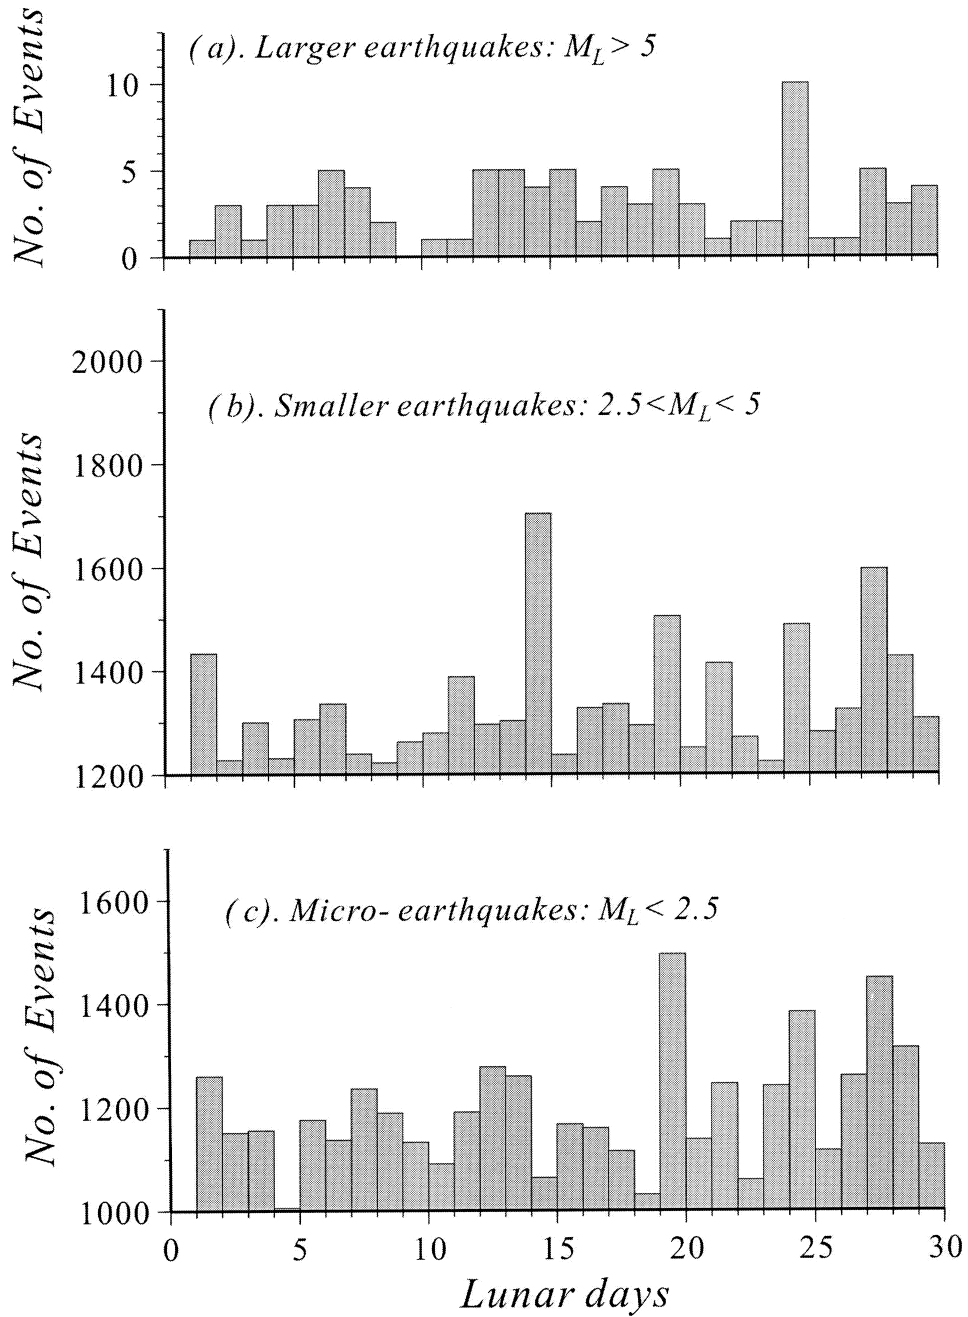 (a). Larger earthquakes: ML > 5
No. of Events
10
5
0
(b). Smaller earthquakes: 2.5<ML< 5
No. of Events
2000
1800
1600
1400
1200
(c). Micro- earthquakes: ML < 2.5
No. of Events
1600
1400
1200
1000
0 5 10 15 20 25 30
Lunar days